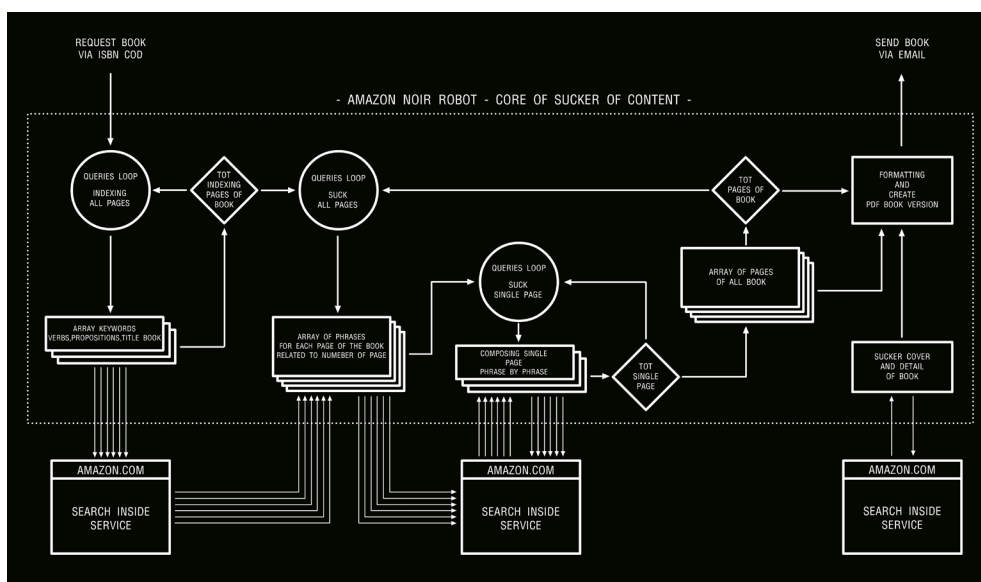 REQUEST BOOK
VIA ISBN COD
SEND BOOK
VIA EMAIL
- AMAZON NOIR ROBOT - CORE OF SUCKER OF CONTENT -
QUERIES LOOP
INDEXING
ALL PAGES
TOT
INDEXING
PAGES OF
BOOK
QUERIES LOOP
SUCK
ALL PAGES
TOT
PAGES OF
BOOK
FORMATTING
AND
CREATE
PDF BOOK VERSION
QUERIES LOOP
SUCK
SINGLE PAGE
ARRAY OF PAGES
OF ALL BOOK
ARRAY KEYWORDS
VERBS,PROPOSITIONS,TITLE BOOK
ARRAY OF PHRASES
FOR EACH PAGE OF THE BOOK
RELATED TO NUMEBER OF PAGE
COMPOSING SINGLE
PAGE
PHRASE BY PHRASE
TOT
SINGLE
PAGE
SUCKER COVER
AND DETAIL
OF BOOK
AMAZON.COM
SEARCH INSIDE
SERVICE
AMAZON.COM
SEARCH INSIDE
SERVICE
AMAZON.COM
SEARCH INSIDE
SERVICE